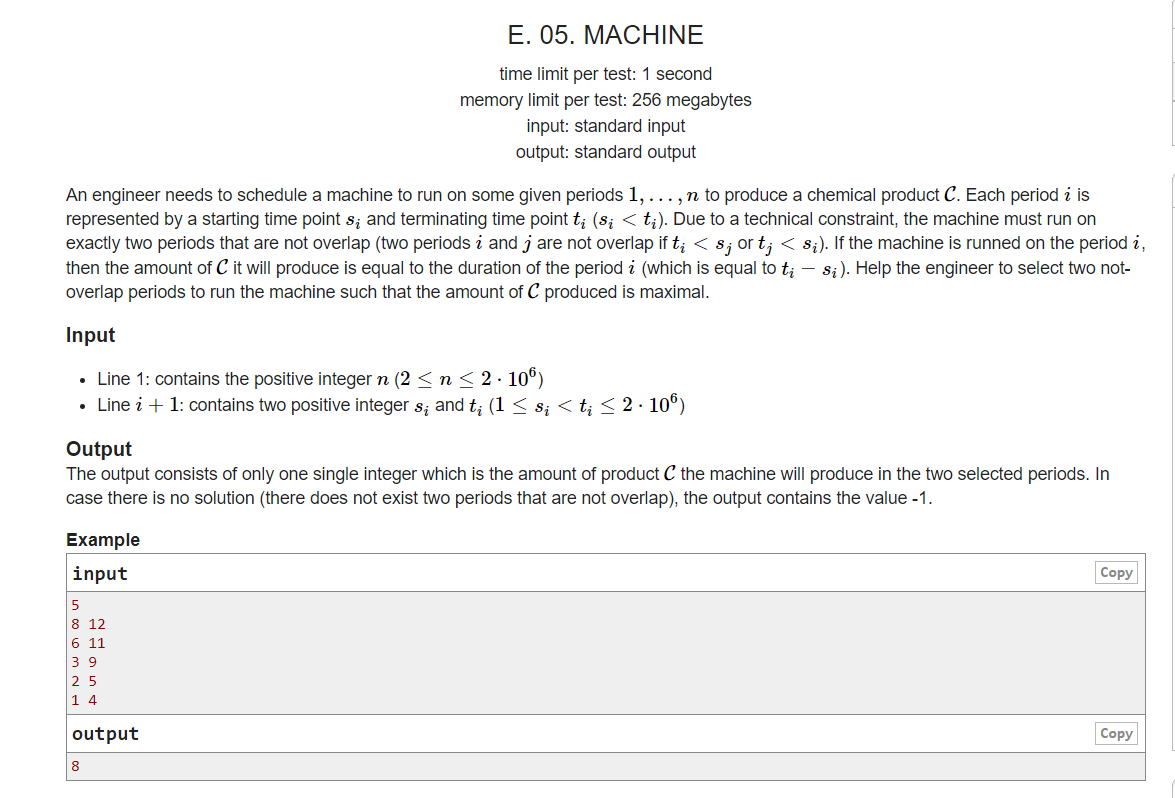 E. 05. MACHINE
time limit per test: 1 second
memory limit per test: 256 megabytes
input: standard input
output: standard output
An engineer needs to schedule a machine to run on some given periods 1, . . . , n to produce a chemical product C. Each period i is
represented by a starting time point s_i and terminating time point t_i (s_i < t_i). Due to a technical constraint, the machine must run on
exactly two periods that are not overlap (two periods i and j are not overlap if t_i < s_j or t_j < s_i). If the machine is runned on the period i,
then the amount of C it will produce is equal to the duration of the period i (which is equal to t_i − s_i). Help the engineer to select two not-
overlap periods to run the machine such that the amount of C produced is maximal.
Input
• Line 1: contains the positive integer n (2 ≤ n ≤ 2 · 10^6)
• Line i + 1: contains two positive integer s_i and t_i (1 ≤ s_i < t_i ≤ 2 · 10^6)
Output
The output consists of only one single integer which is the amount of product C the machine will produce in the two selected periods. In
case there is no solution (there does not exist two periods that are not overlap), the output contains the value -1.
Example
input Copy
5
8 12
6 11
3 9
2 5
1 4
output Copy
8